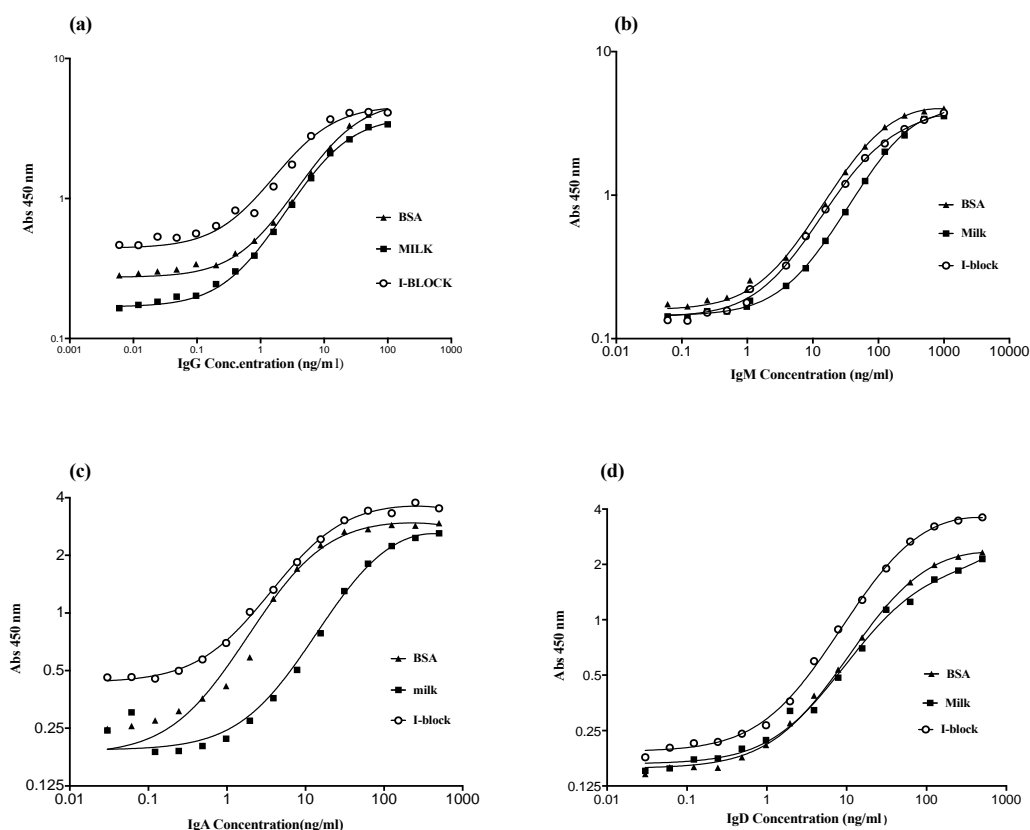 (a)
10
1
0.1
Abs 450 nm
0.001 0.01 0.1 1 10 100 1000
IgG Conc.entration (ng/ml)
BSA
MILK
I-BLOCK
(b)
10
1
0.1
Abs 450 nm
0.01 0.1 1 10 100 1000 10000
IgM Concentration (ng/ml)
BSA
Milk
I-block
(c)
4
2
1
0.5
0.25
0.125
Abs 450 nm
0.01 0.1 1 10 100 1000
IgA Concentration(ng/ml)
BSA
milk
I-block
(d)
4
2
1
0.5
0.25
0.125
Abs 450 nm
0.01 0.1 1 10 100 1000
IgD Concentration (ng/ml)
BSA
Milk
I-block